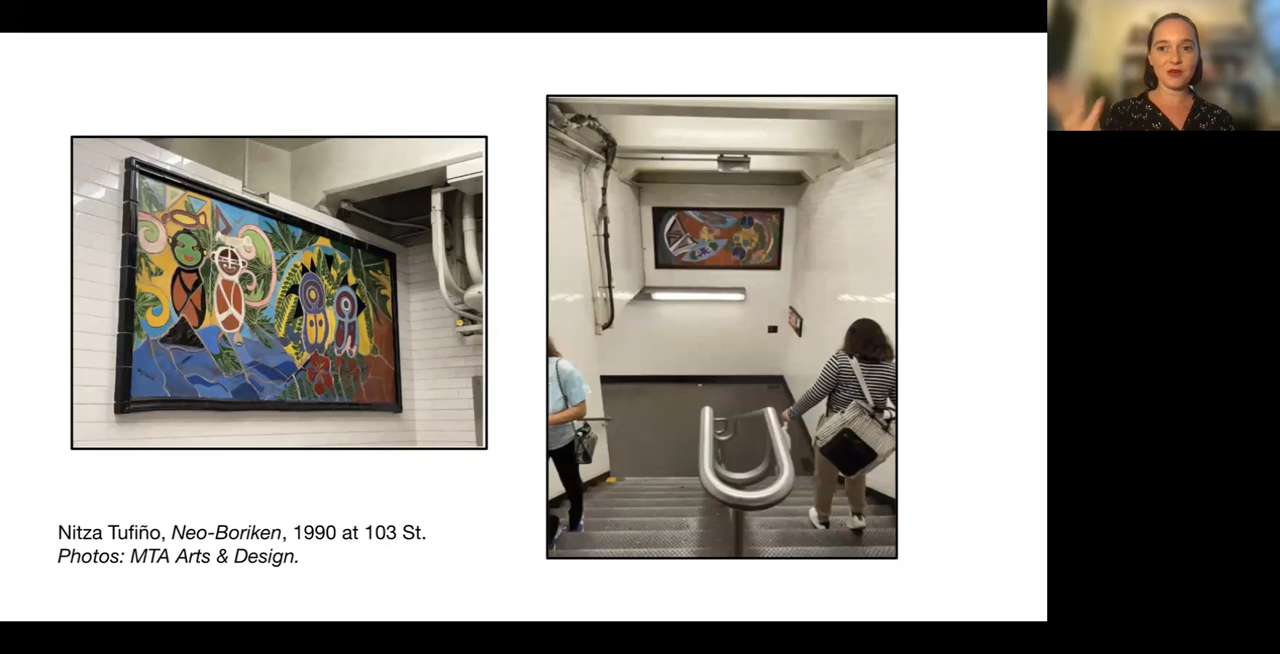 Nitza Tufiño, Neo-Boriken, 1990 at 103 St.
Photos: MTA Arts & Design.